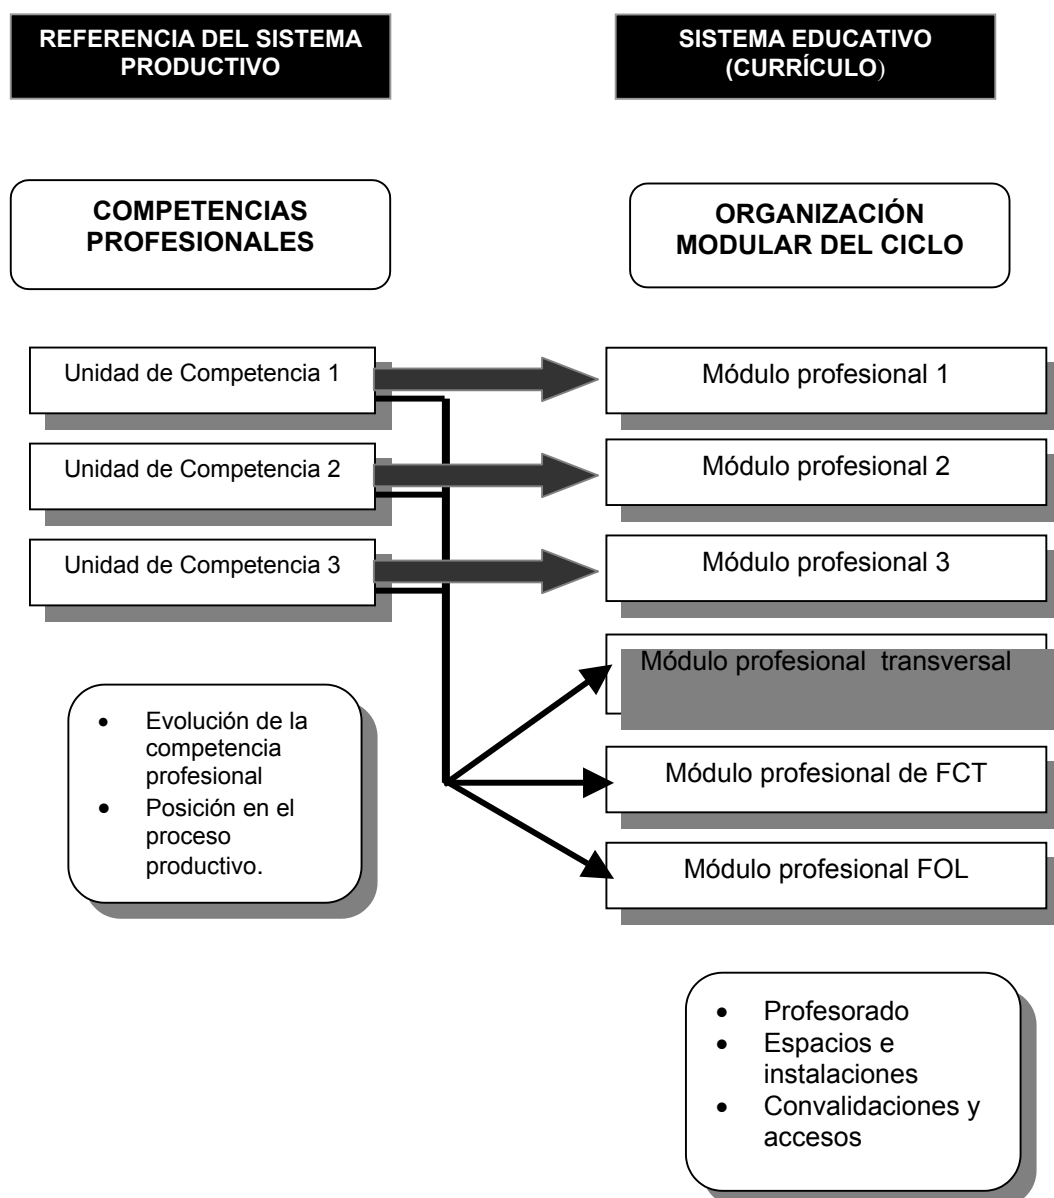 REFERENCIA DEL SISTEMA
PRODUCTIVO
SISTEMA EDUCATIVO
(CURRÍCULO)
COMPETENCIAS
PROFESIONALES
ORGANIZACIÓN
MODULAR DEL CICLO
Unidad de Competencia 1
Módulo profesional 1
Unidad de Competencia 2
Módulo profesional 2
Unidad de Competencia 3
Módulo profesional 3
Módulo profesional transversal
Módulo profesional de FCT
Módulo profesional FOL
• Evolución de la
competencia
profesional
• Posición en el
proceso
productivo.
• Profesorado
• Espacios e
instalaciones
• Convalidaciones y
accesos